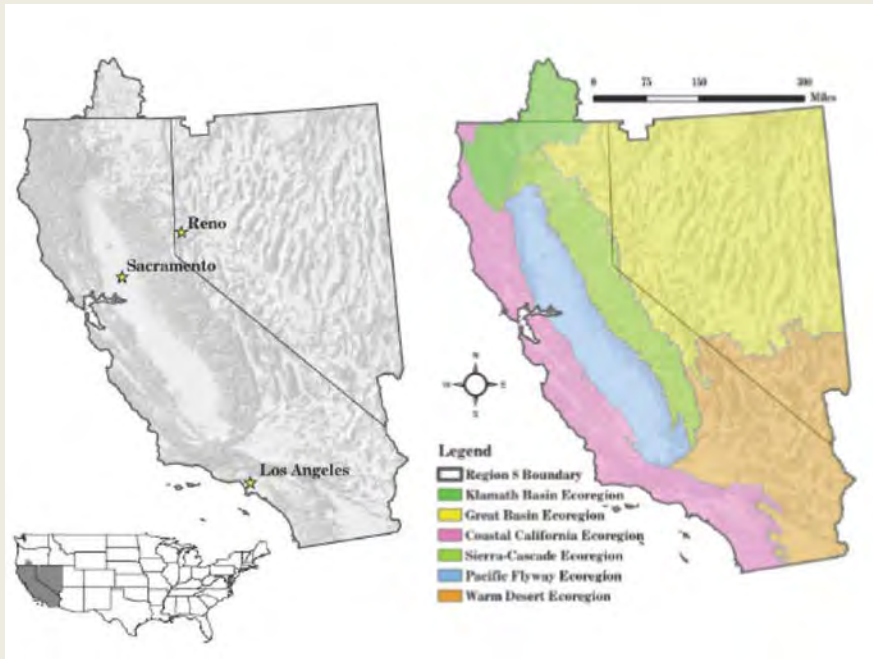 Reno
Sacramento
Los Angeles
0 75 150 300
Miles
N
W E
S
Legend
Region 8 Boundary
Klamath Basin Ecoregion
Great Basin Ecoregion
Coastal California Ecoregion
Sierra-Cascade Ecoregion
Pacific Flyway Ecoregion
Warm Desert Ecoregion